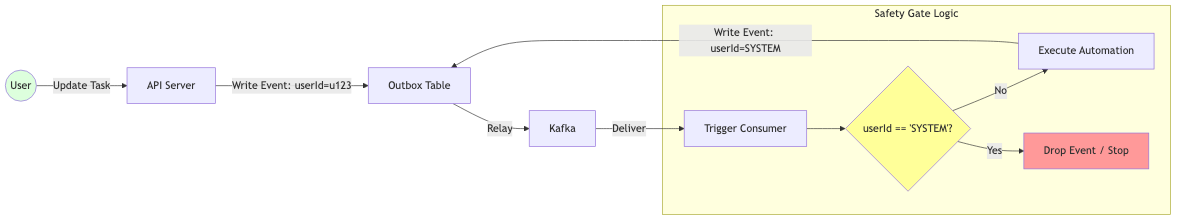 Safety Gate Logic
User
Update Task
API Server
Write Event: userId=u123
Outbox Table
Relay
Kafka
Deliver
Trigger Consumer
userId == 'SYSTEM'?
No
Execute Automation
Write Event:
userId=SYSTEM
Yes
Drop Event / Stop